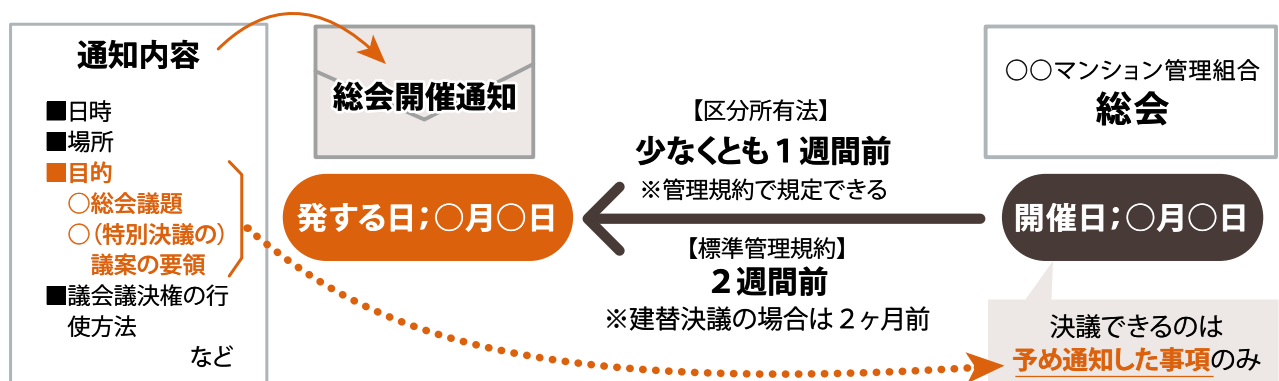 通知内容
■日時
■場所
■目的
○総会議題
○（特別決議の）
議案の要領
■議会議決権の行
使方法
など
総会開催通知
発する日；○月○日
【区分所有法】
少なくとも１週間前
※管理規約で規定できる
【標準管理規約】
２週間前
※建替決議の場合は２ヶ月前
○○マンション管理組合
総会
開催日；○月○日
決議できるのは
予め通知した事項のみ